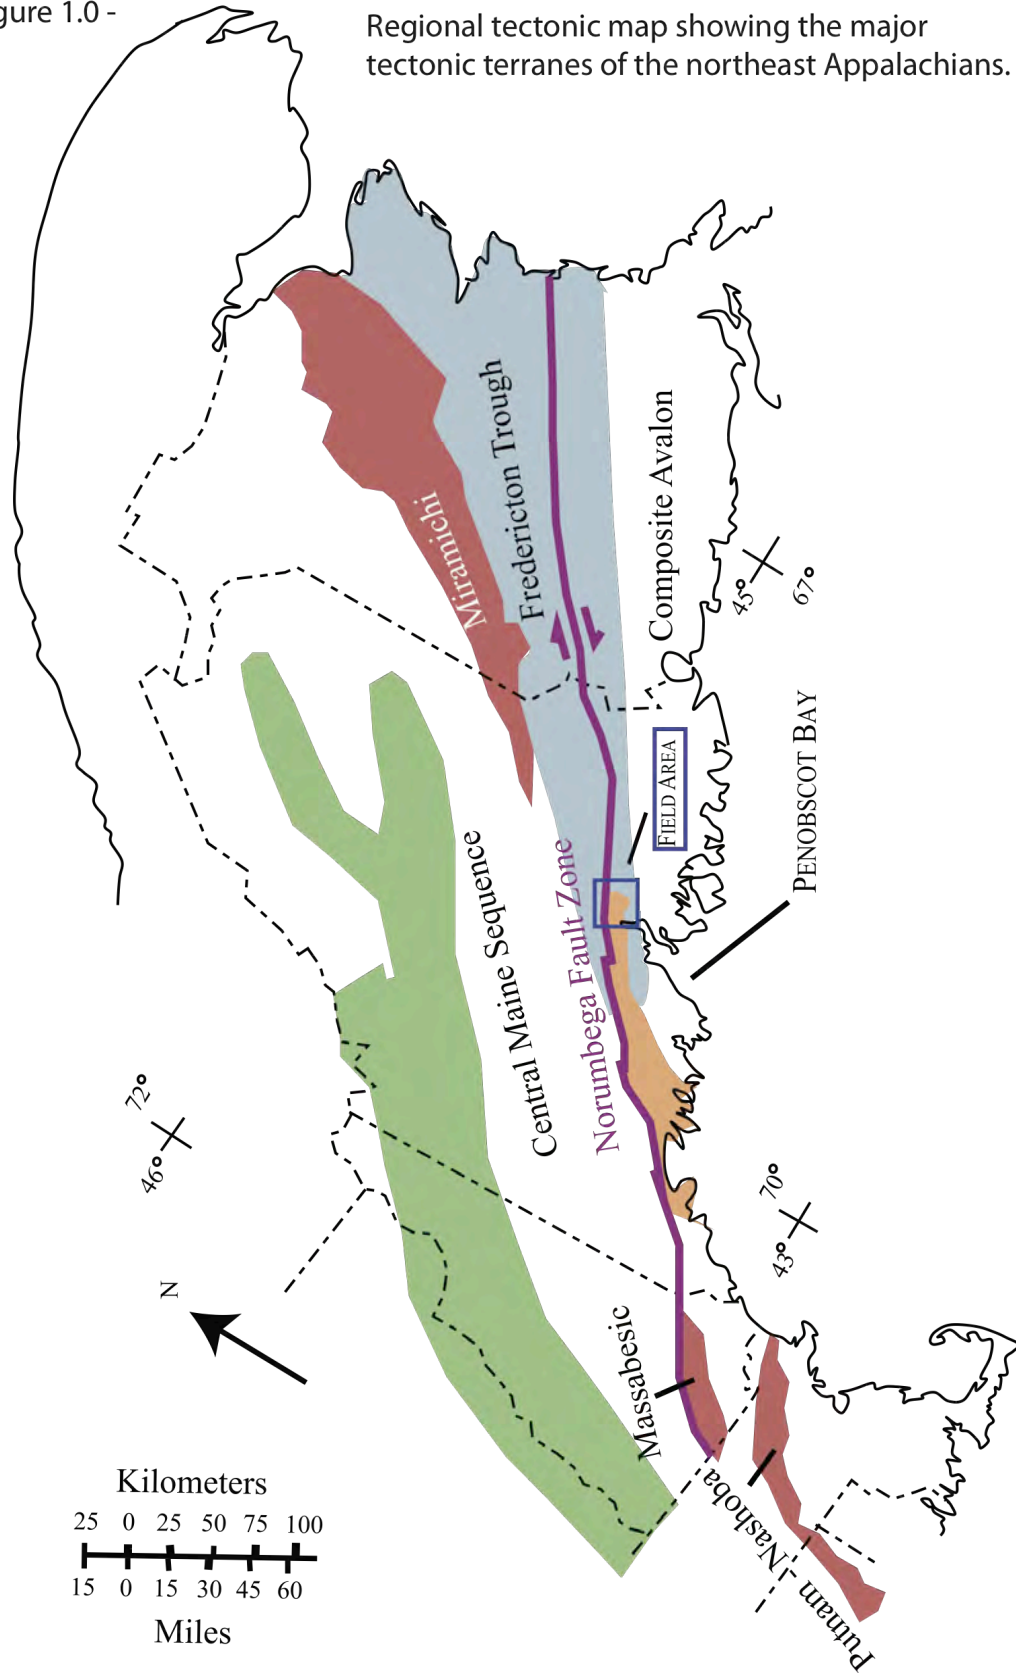 gure 1.0 -
Regional tectonic map showing the major
tectonic terranes of the northeast Appalachians.
Miramichi
Fredericton Trough
Composite Avalon
45°
67°
FIELD AREA
PENOBSCOT BAY
Central Maine Sequence
Norumbega Fault Zone
72°
46°
70°
43°
N
Massabesic
Nashoba
Putnam
Kilometers
25 0 25 50 75 100
15 0 15 30 45 60
Miles